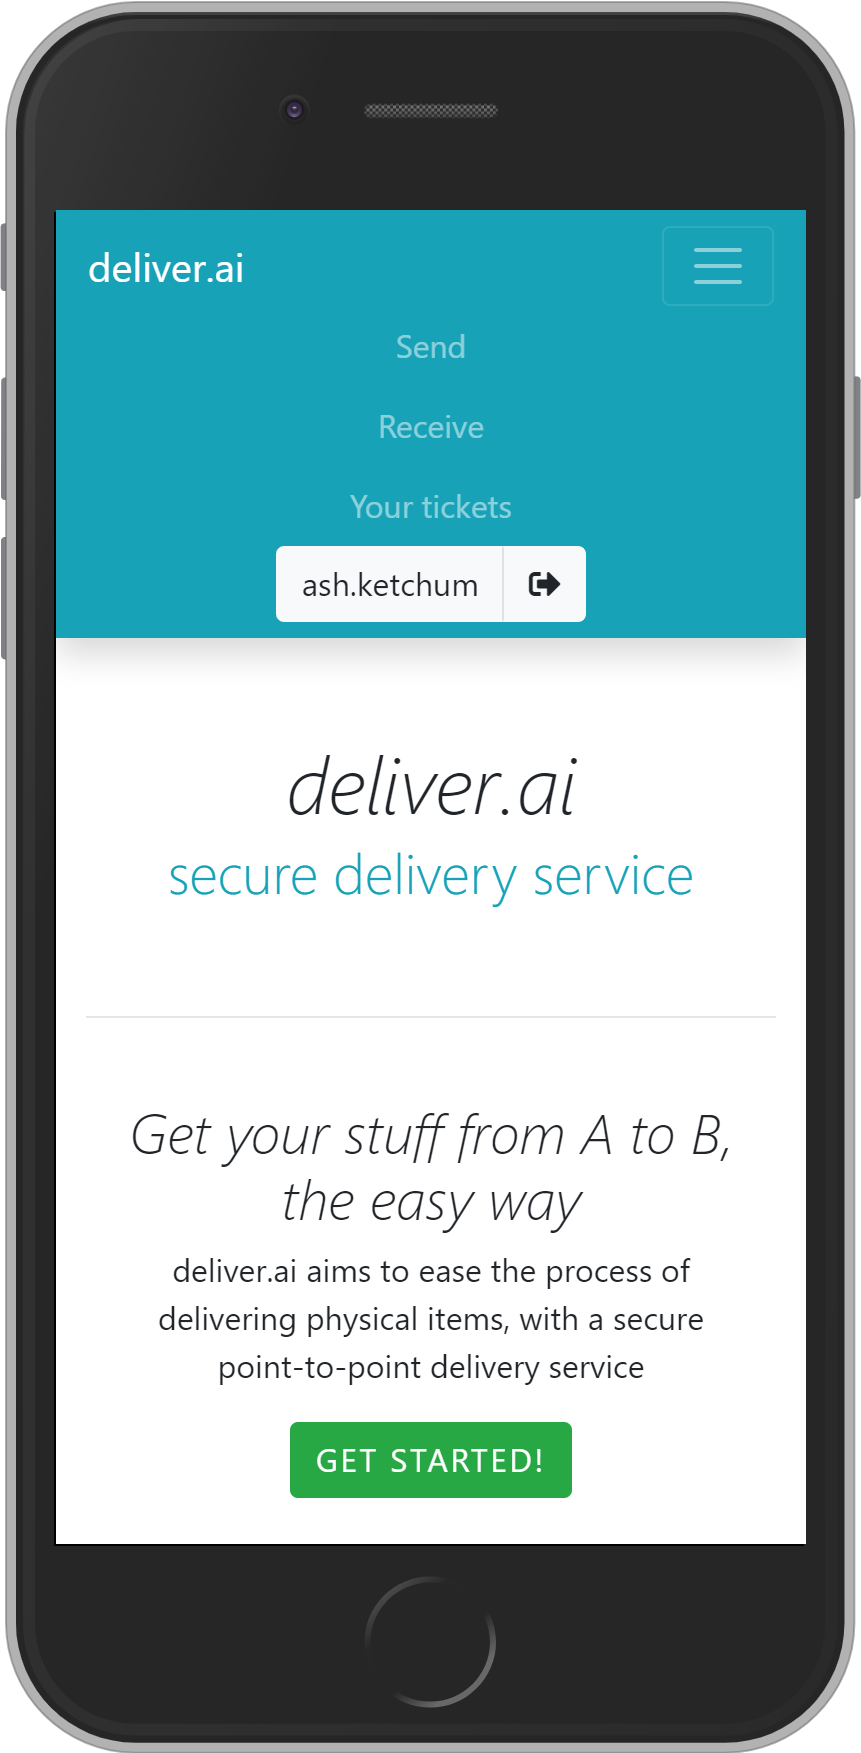 deliver.ai
Send
Receive
Your tickets
ash.ketchum
deliver.ai
secure delivery service
Get your stuff from A to B,
the easy way
deliver.ai aims to ease the process of
delivering physical items, with a secure
point-to-point delivery service
GET STARTED!